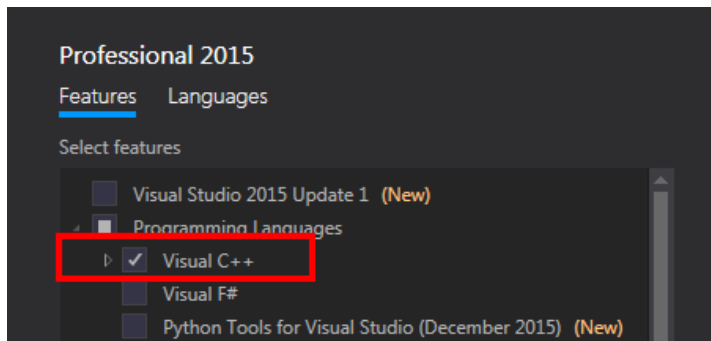 Professional 2015
Features Languages
Select features
Visual Studio 2015 Update 1 (New)
Programming Languages
Visual C++
Visual F#
Python Tools for Visual Studio (December 2015) (New)